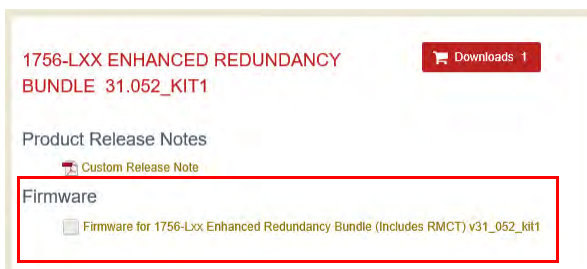 1756-LXX ENHANCED REDUNDANCY
BUNDLE 31.052_KIT1
Downloads 1
Product Release Notes
Custom Release Note
Firmware
Firmware for 1756-Lxx Enhanced Redundancy Bundle (Includes RMCT) v31_052_kit1